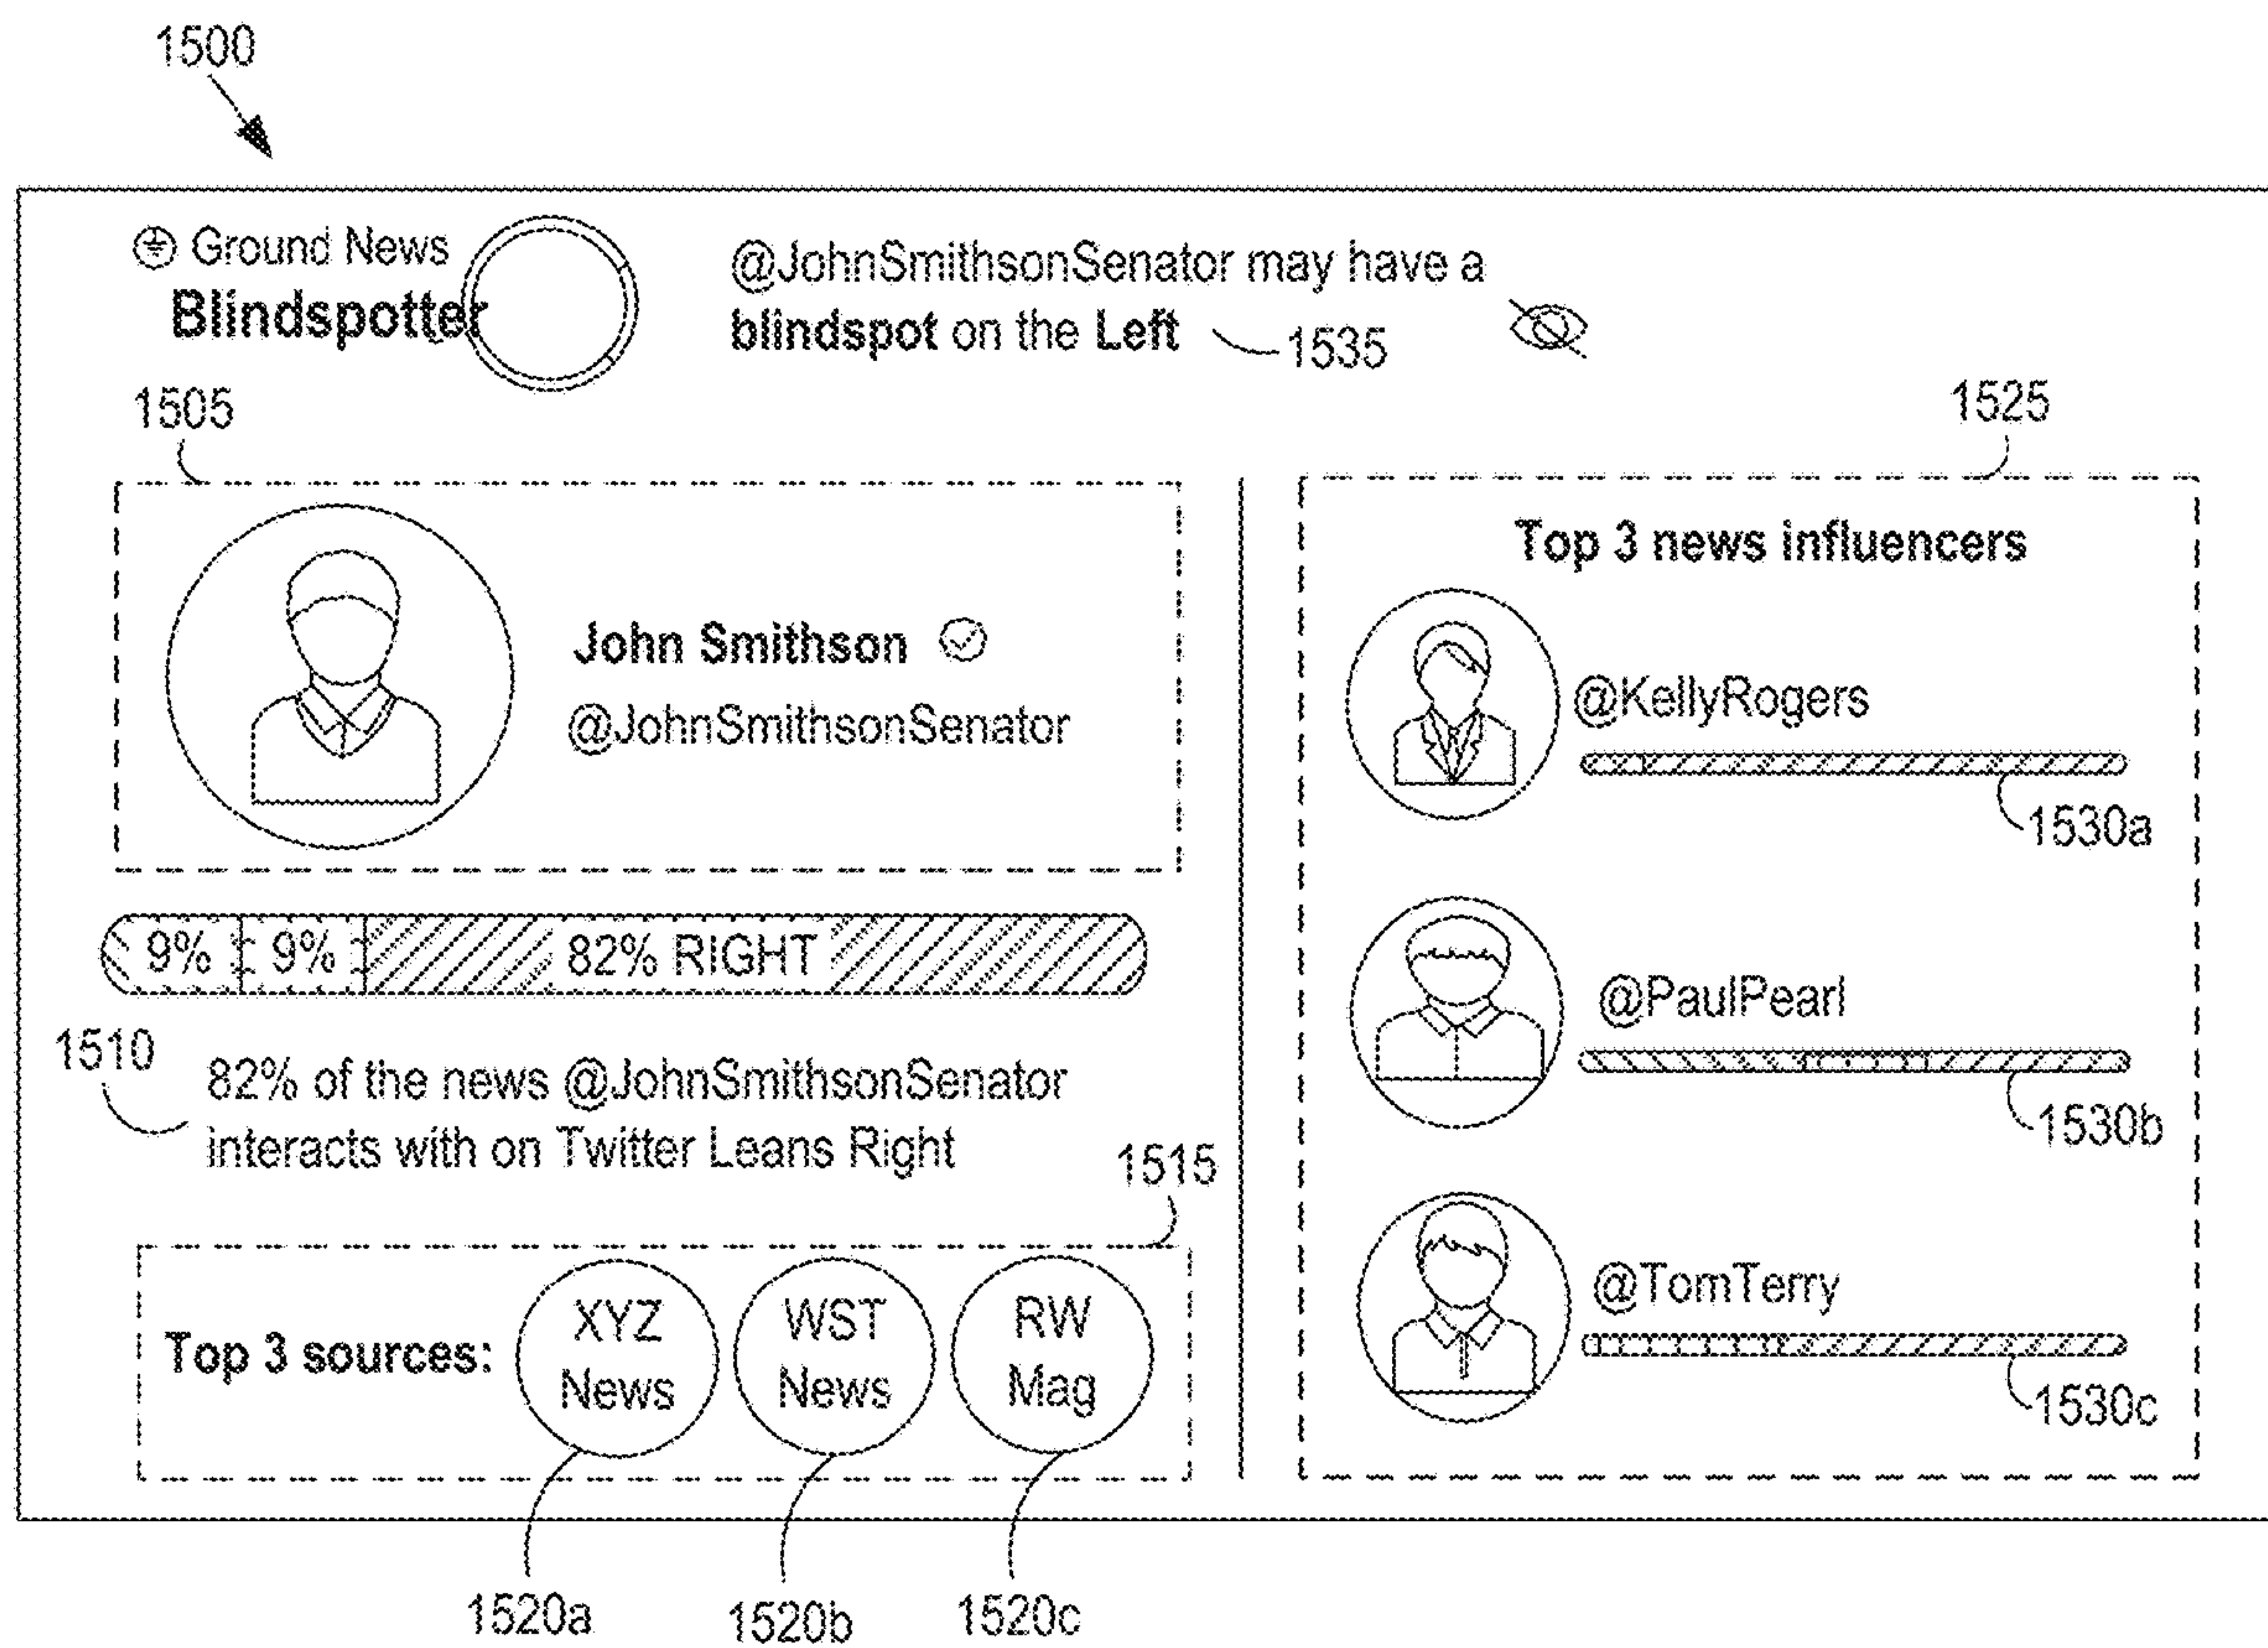 1500
Ground News
Blindspotter
@JohnSmithsonSenator may have a
blindspot on the Left
1535
1505
John Smithson
@JohnSmithsonSenator
9% 9% 82% RIGHT
1510
82% of the news @JohnSmithsonSenator
interacts with on Twitter Leans Right
1515
Top 3 sources:
XYZ
News
WST
News
RW
Mag
1520a
1520b
1520c
1525
Top 3 news influencers
@KellyRogers
1530a
@PaulPearl
1530b
@TomTerry
1530c